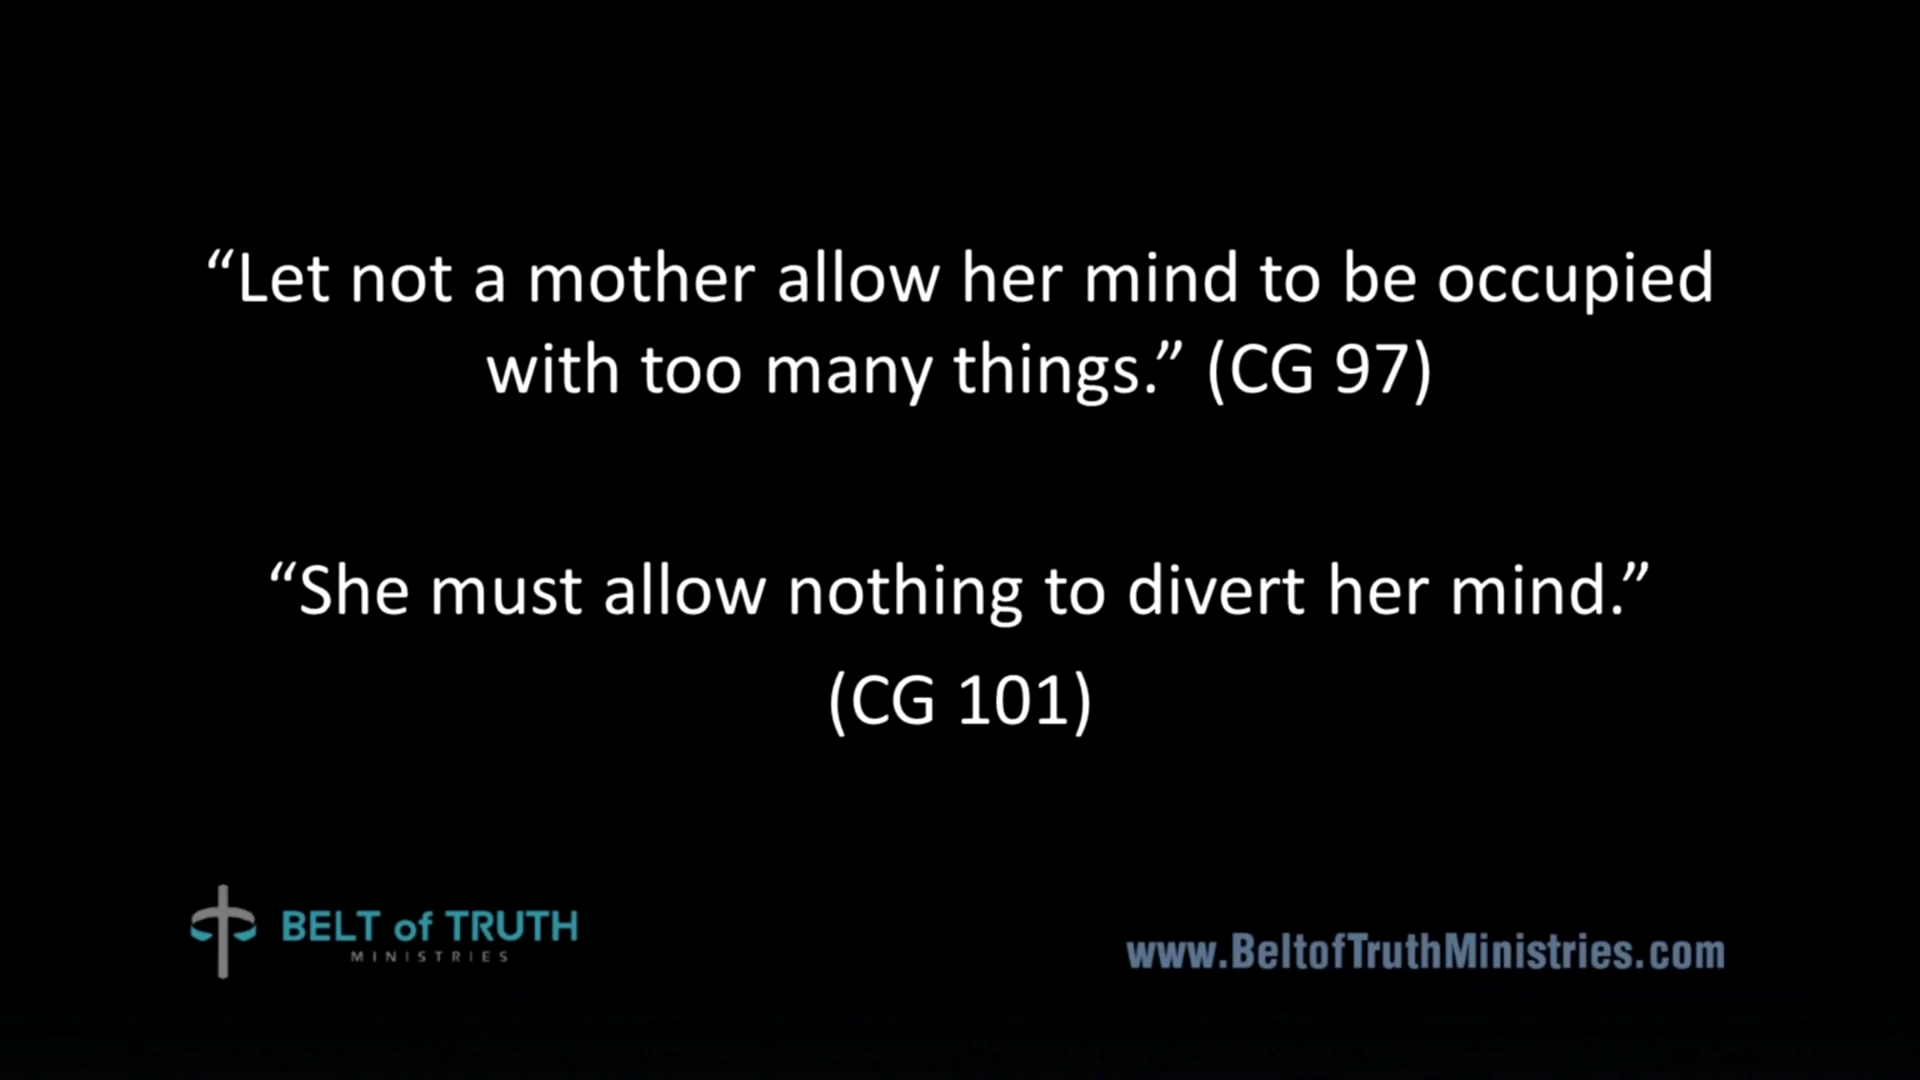 “Let not a mother allow her mind to be occupied
with too many things.” (CG 97)
“She must allow nothing to divert her mind.”
(CG 101)
BELT of TRUTH
MINISTRIES
www.BeltofTruthMinistries.com